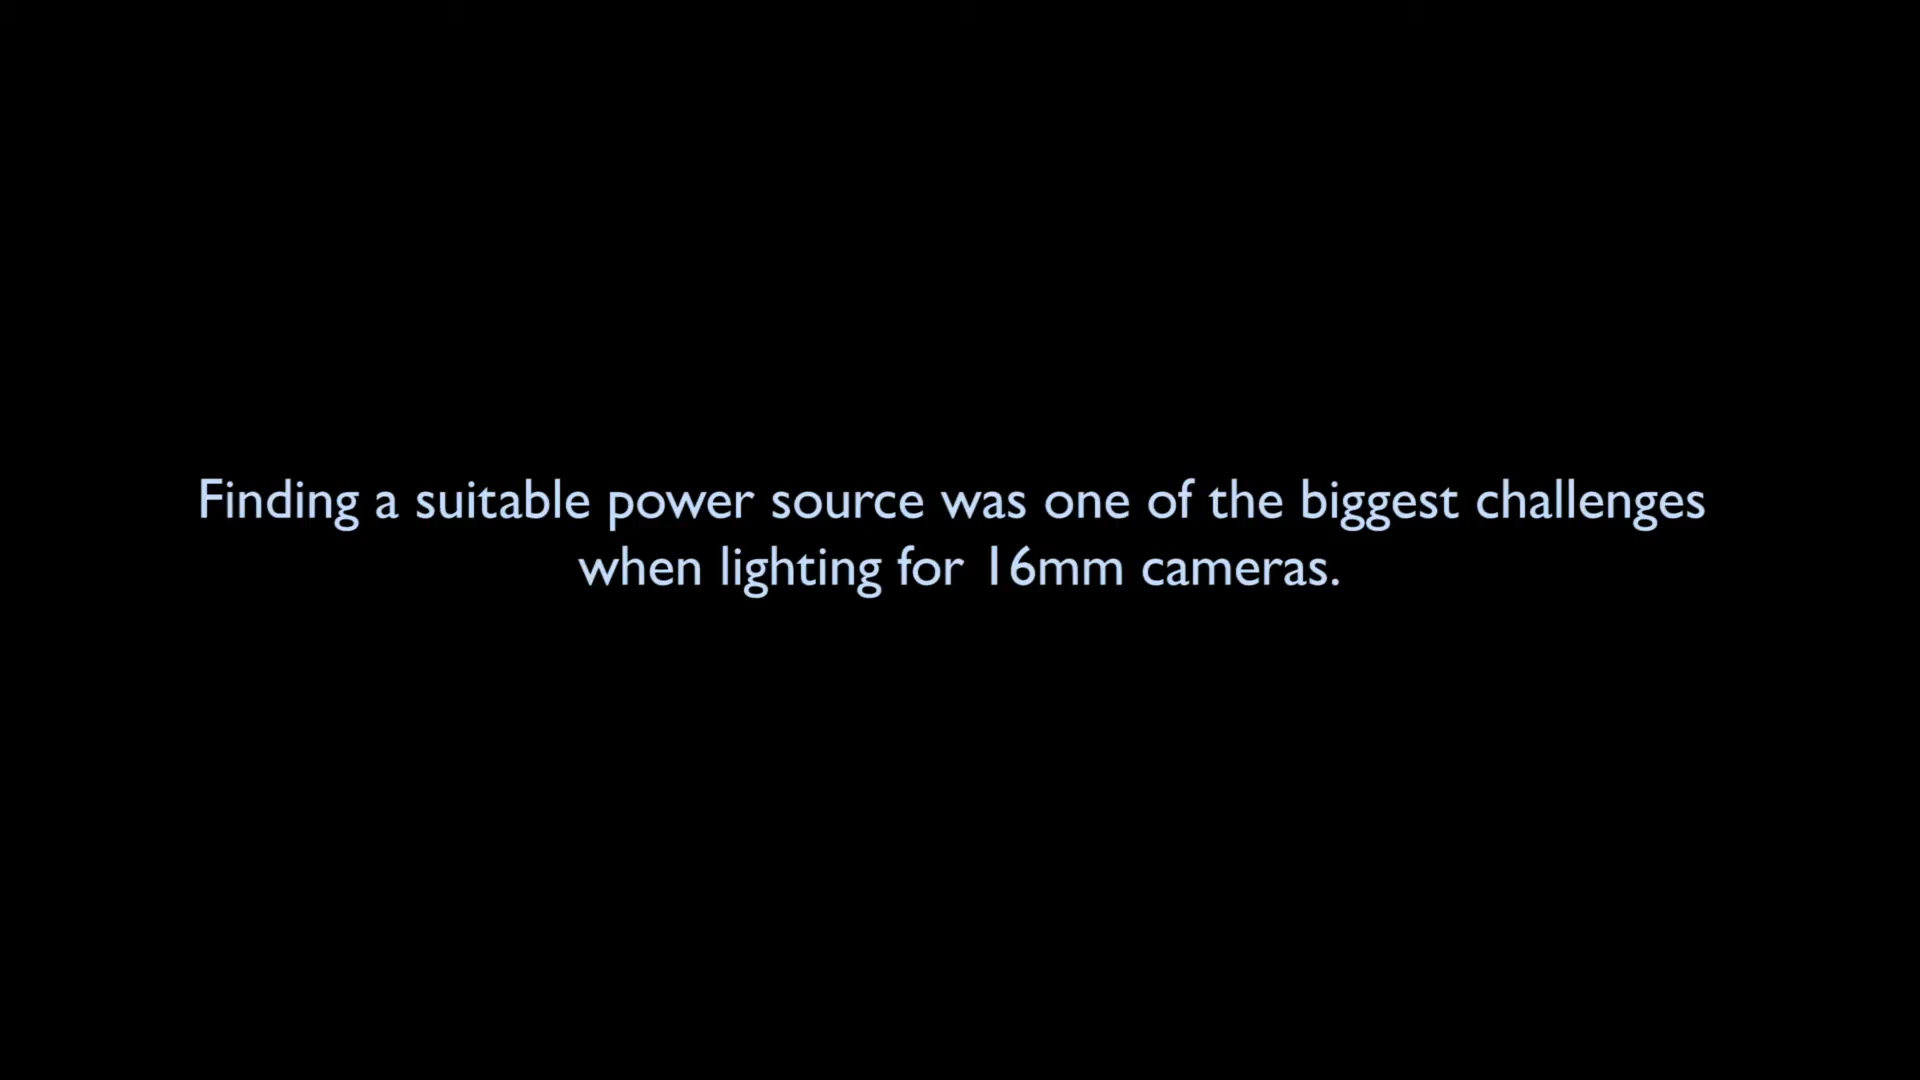 Finding a suitable power source was one of the biggest challenges
when lighting for 16mm cameras.